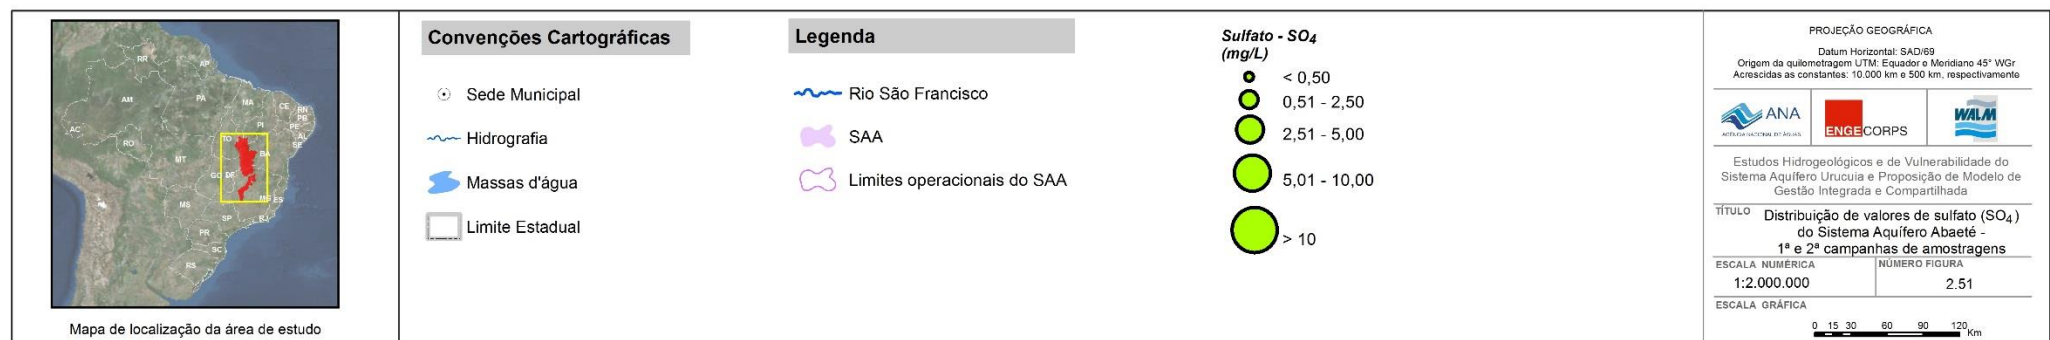 RR
AP
AM
PA
MA
CE
RN
PB
PE
AL
SE
PI
AC
RO
TO
BA
MT
GO
DF
MG
ES
MS
SP
RJ
PR
SC
RS
Mapa de localização da área de estudo
Convenções Cartográficas
Sede Municipal
Hidrografia
Massas d'água
Limite Estadual
Legenda
Rio São Francisco
SAA
Limites operacionais do SAA
Sulfato - SO4
(mg/L)
< 0,50
0,51 - 2,50
2,51 - 5,00
5,01 - 10,00
> 10
PROJEÇÃO GEOGRÁFICA
Datum Horizontal: SAD/69
Origem da quilometragem UTM: Equador e Meridiano 45° WGr
Acrescidas as constantes: 10.000 km e 500 km, respectivamente
ANA
AGÊNCIA NACIONAL DE ÁGUAS
ENGECORPS
WALM
Estudos Hidrogeológicos e de Vulnerabilidade do
Sistema Aquífero Urucuia e Proposição de Modelo de
Gestão Integrada e Compartilhada
TÍTULO
Distribuição de valores de sulfato (SO4)
do Sistema Aquífero Abaeté -
1ª e 2ª campanhas de amostragens
ESCALA NUMÉRICA
1:2.000.000
NÚMERO FIGURA
2.51
ESCALA GRÁFICA
0 15 30 60 90 120 Km